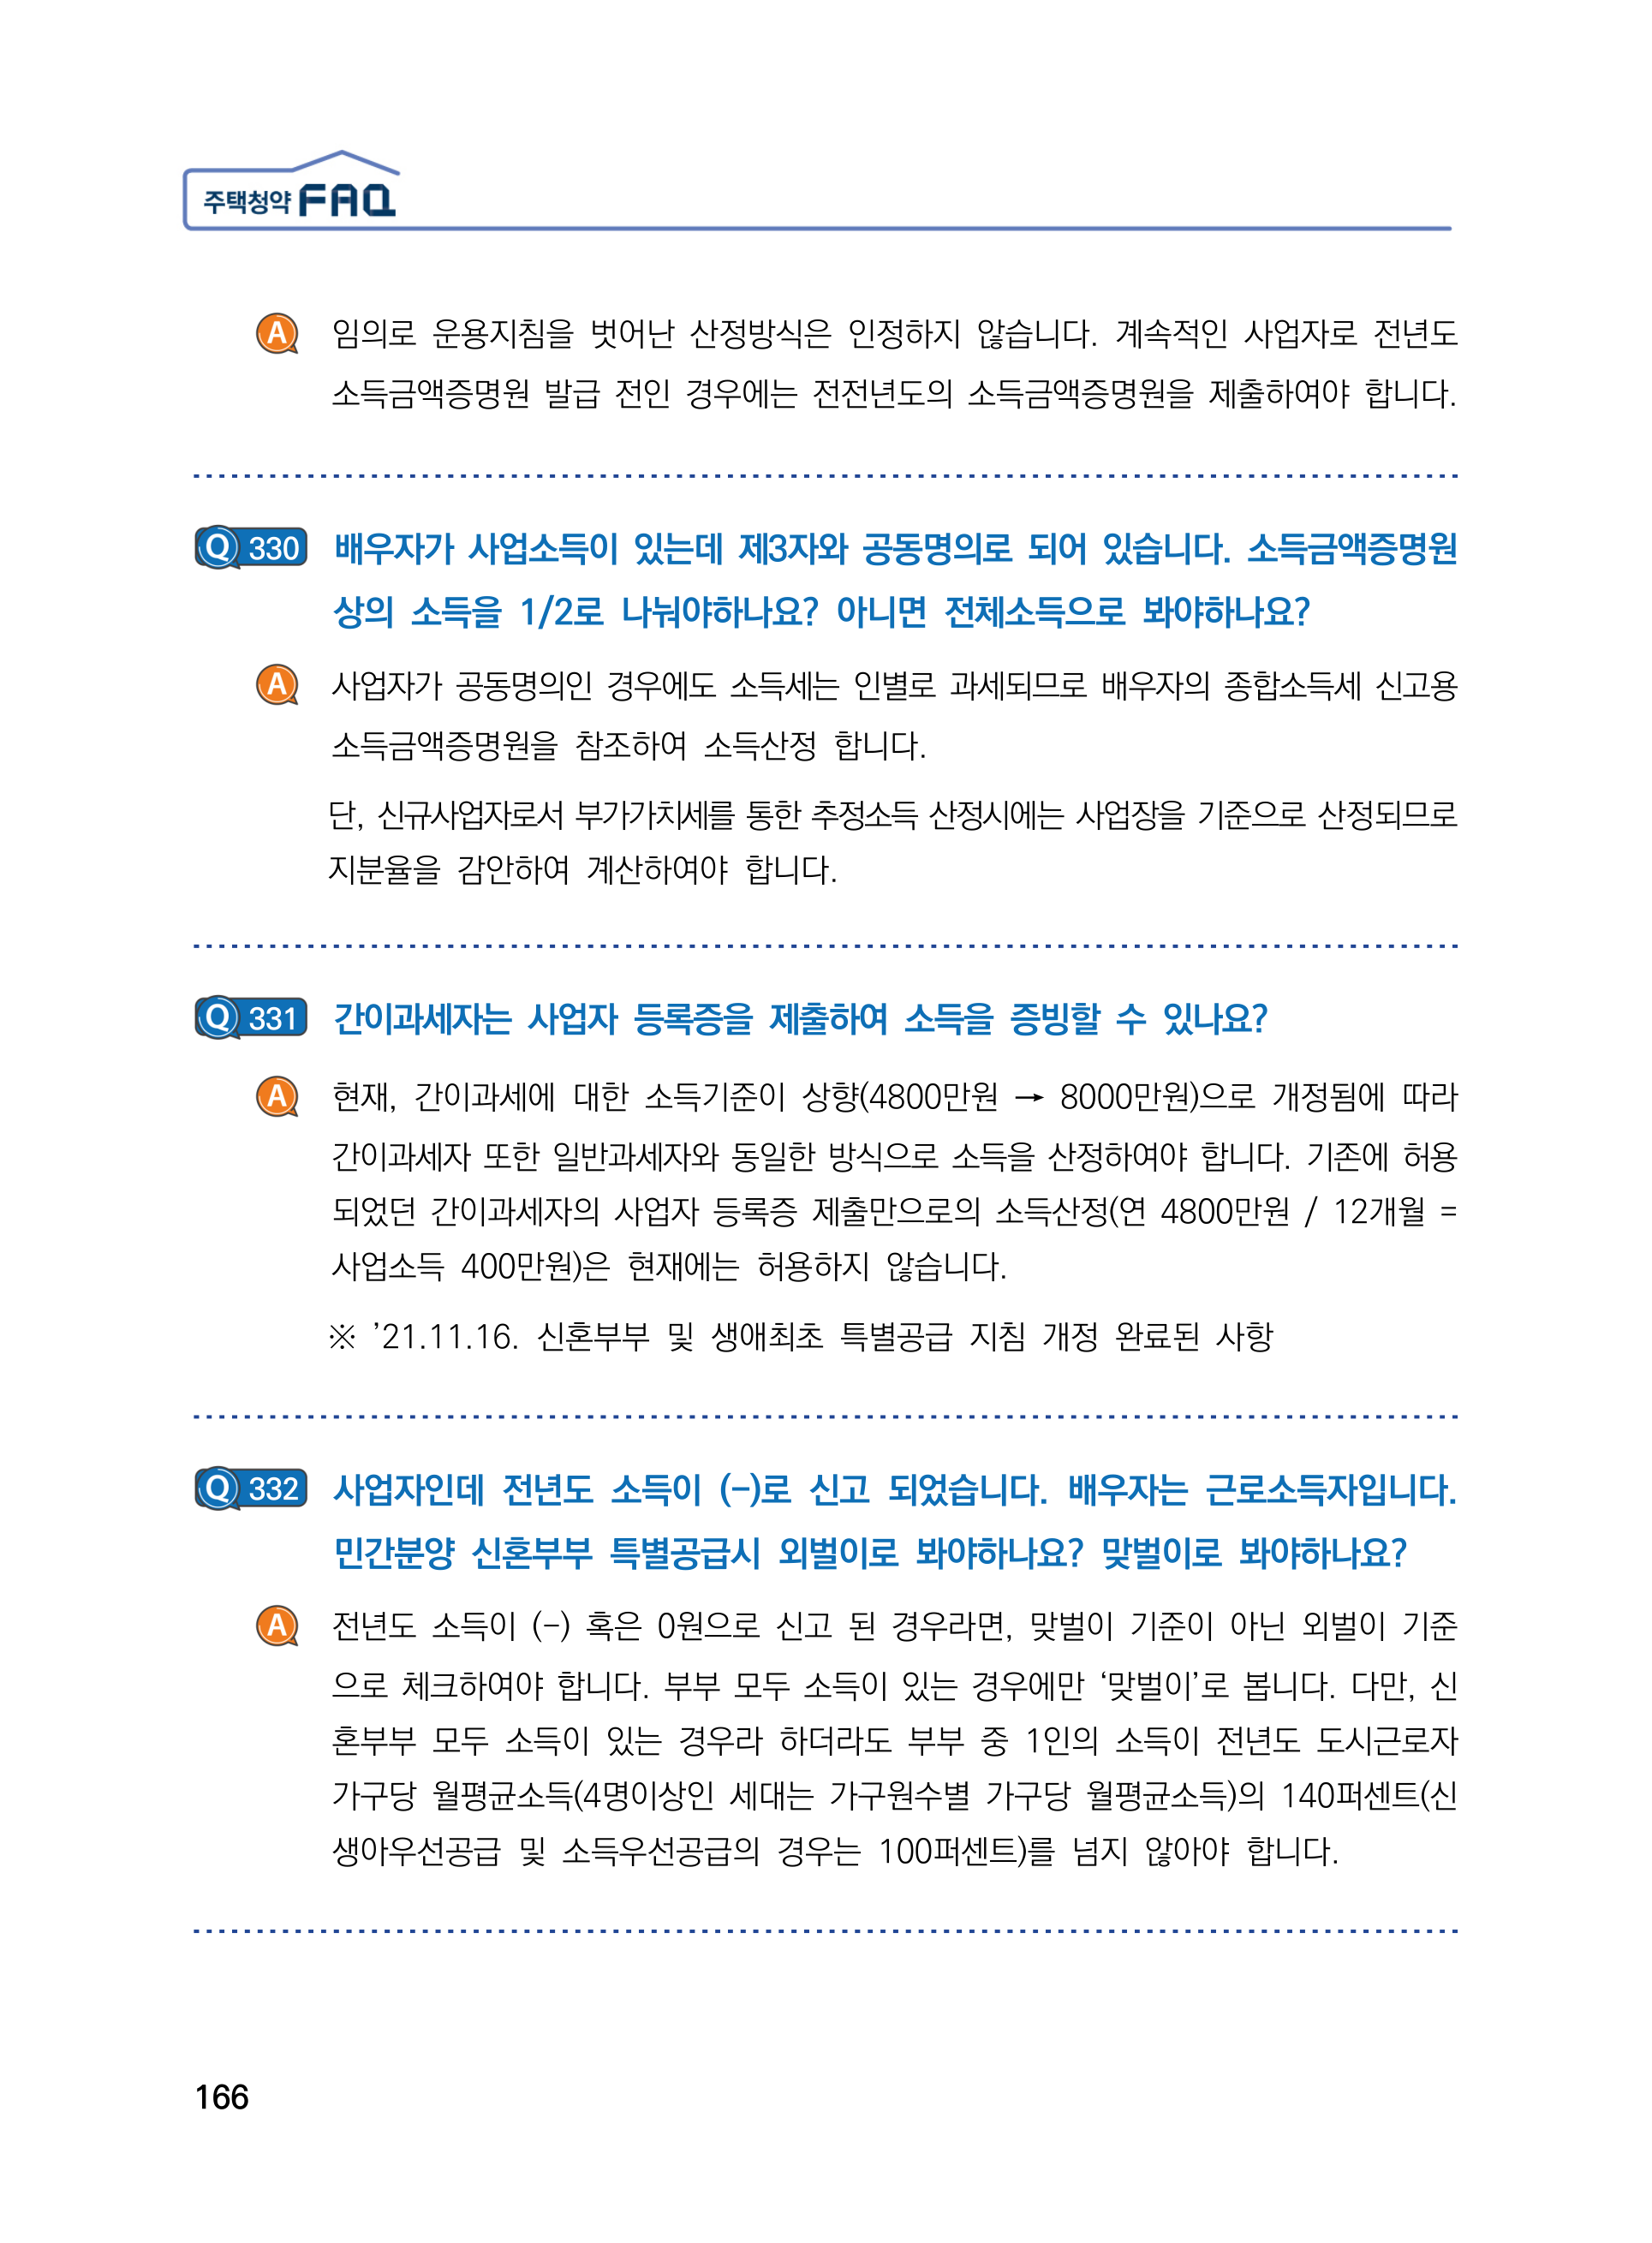 주택청약 FAQ
A 임의로 운용지침을 벗어난 산정방식은 인정하지 않습니다. 계속적인 사업자로 전년도
소득금액증명원 발급 전인 경우에는 전전년도의 소득금액증명원을 제출하여야 합니다.
Q 330 배우자가 사업소득이 있는데 제3자와 공동명의로 되어 있습니다. 소득금액증명원
상의 소득을 1/2로 나눠야하나요? 아니면 전체소득으로 봐야하나요?
A 사업자가 공동명의인 경우에도 소득세는 인별로 과세되므로 배우자의 종합소득세 신고용
소득금액증명원을 참조하여 소득산정 합니다.
단, 신규사업자로서 부가가치세를 통한 추정소득 산정시에는 사업장을 기준으로 산정되므로
지분율을 감안하여 계산하여야 합니다.
Q 331 간이과세자는 사업자 등록증을 제출하여 소득을 증빙할 수 있나요?
A 현재, 간이과세에 대한 소득기준이 상향(4800만원 → 8000만원)으로 개정됨에 따라
간이과세자 또한 일반과세자와 동일한 방식으로 소득을 산정하여야 합니다. 기존에 허용
되었던 간이과세자의 사업자 등록증 제출만으로의 소득산정(연 4800만원 / 12개월 =
사업소득 400만원)은 현재에는 허용하지 않습니다.
※ ’21.11.16. 신혼부부 및 생애최초 특별공급 지침 개정 완료된 사항
Q 332 사업자인데 전년도 소득이 (-)로 신고 되었습니다. 배우자는 근로소득자입니다.
민간분양 신혼부부 특별공급시 외벌이로 봐야하나요? 맞벌이로 봐야하나요?
A 전년도 소득이 (-) 혹은 0원으로 신고 된 경우라면, 맞벌이 기준이 아닌 외벌이 기준
으로 체크하여야 합니다. 부부 모두 소득이 있는 경우에만 ‘맞벌이’로 봅니다. 다만, 신
혼부부 모두 소득이 있는 경우라 하더라도 부부 중 1인의 소득이 전년도 도시근로자
가구당 월평균소득(4명이상인 세대는 가구원수별 가구당 월평균소득)의 140퍼센트(신
생아우선공급 및 소득우선공급의 경우는 100퍼센트)를 넘지 않아야 합니다.
166